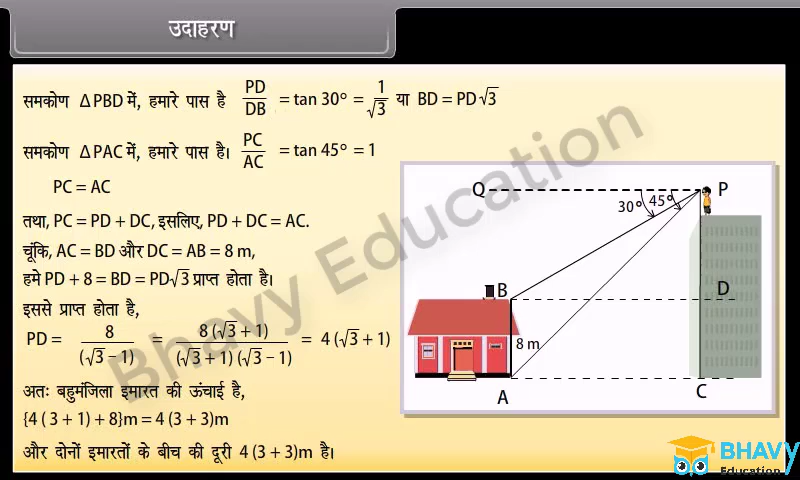 उदाहरण
समकोण ΔPBD में, हमारे पास है PD/DB = tan 30° = 1/√3 या BD = PD√3
समकोण ΔPAC में, हमारे पास है। PC/AC = tan 45° = 1
PC = AC
तथा, PC = PD + DC, इसलिए, PD + DC = AC.
चूंकि, AC = BD और DC = AB = 8 m,
हमे PD + 8 = BD = PD√3 प्राप्त होता है।
इससे प्राप्त होता है,
PD = 8/(√3 − 1) = 8(√3 + 1)/(√3 + 1)(√3 − 1) = 4(√3 + 1)
अतः बहुमंजिला इमारत की ऊंचाई है,
{4 ( 3 + 1) + 8}m = 4 (3 + 3)m
और दोनों इमारतों के बीच की दूरी 4 (3 + 3)m है।
Q
P
30°
45°
B
D
8 m
A
C
Bhavy Education
BHAVY
Education